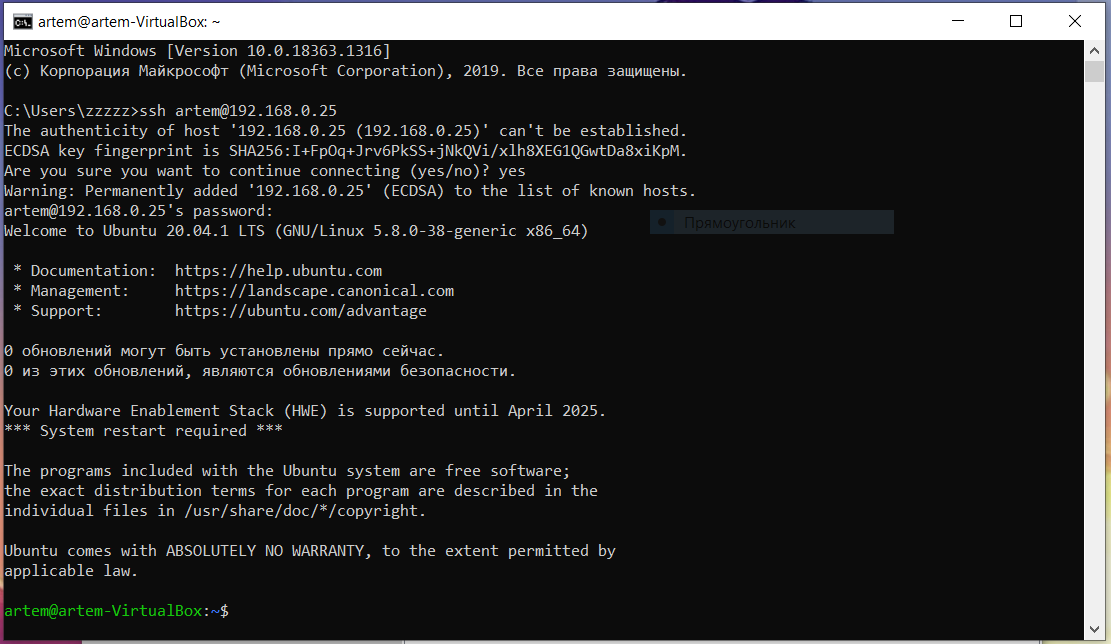 artem@artem-VirtualBox: ~
Microsoft Windows [Version 10.0.18363.1316]
(c) Корпорация Майкрософт (Microsoft Corporation), 2019. Все права защищены.
C:\Users\zzzzz>ssh artem@192.168.0.25
The authenticity of host '192.168.0.25 (192.168.0.25)' can't be established.
ECDSA key fingerprint is SHA256:I+FpOq+Jrv6PkSS+jNkQVi/xlh8XEG1QGwtDa8xiKpM.
Are you sure you want to continue connecting (yes/no)? yes
Warning: Permanently added '192.168.0.25' (ECDSA) to the list of known hosts.
artem@192.168.0.25's password:
Прямоугольник
Welcome to Ubuntu 20.04.1 LTS (GNU/Linux 5.8.0-38-generic x86_64)
* Documentation: https://help.ubuntu.com
* Management: https://landscape.canonical.com
* Support: https://ubuntu.com/advantage
0 обновлений могут быть установлены прямо сейчас.
0 из этих обновлений, являются обновлениями безопасности.
Your Hardware Enablement Stack (HWE) is supported until April 2025.
*** System restart required ***
The programs included with the Ubuntu system are free software;
the exact distribution terms for each program are described in the
individual files in /usr/share/doc/*/copyright.
Ubuntu comes with ABSOLUTELY NO WARRANTY, to the extent permitted by
applicable law.
artem@artem-VirtualBox:~$